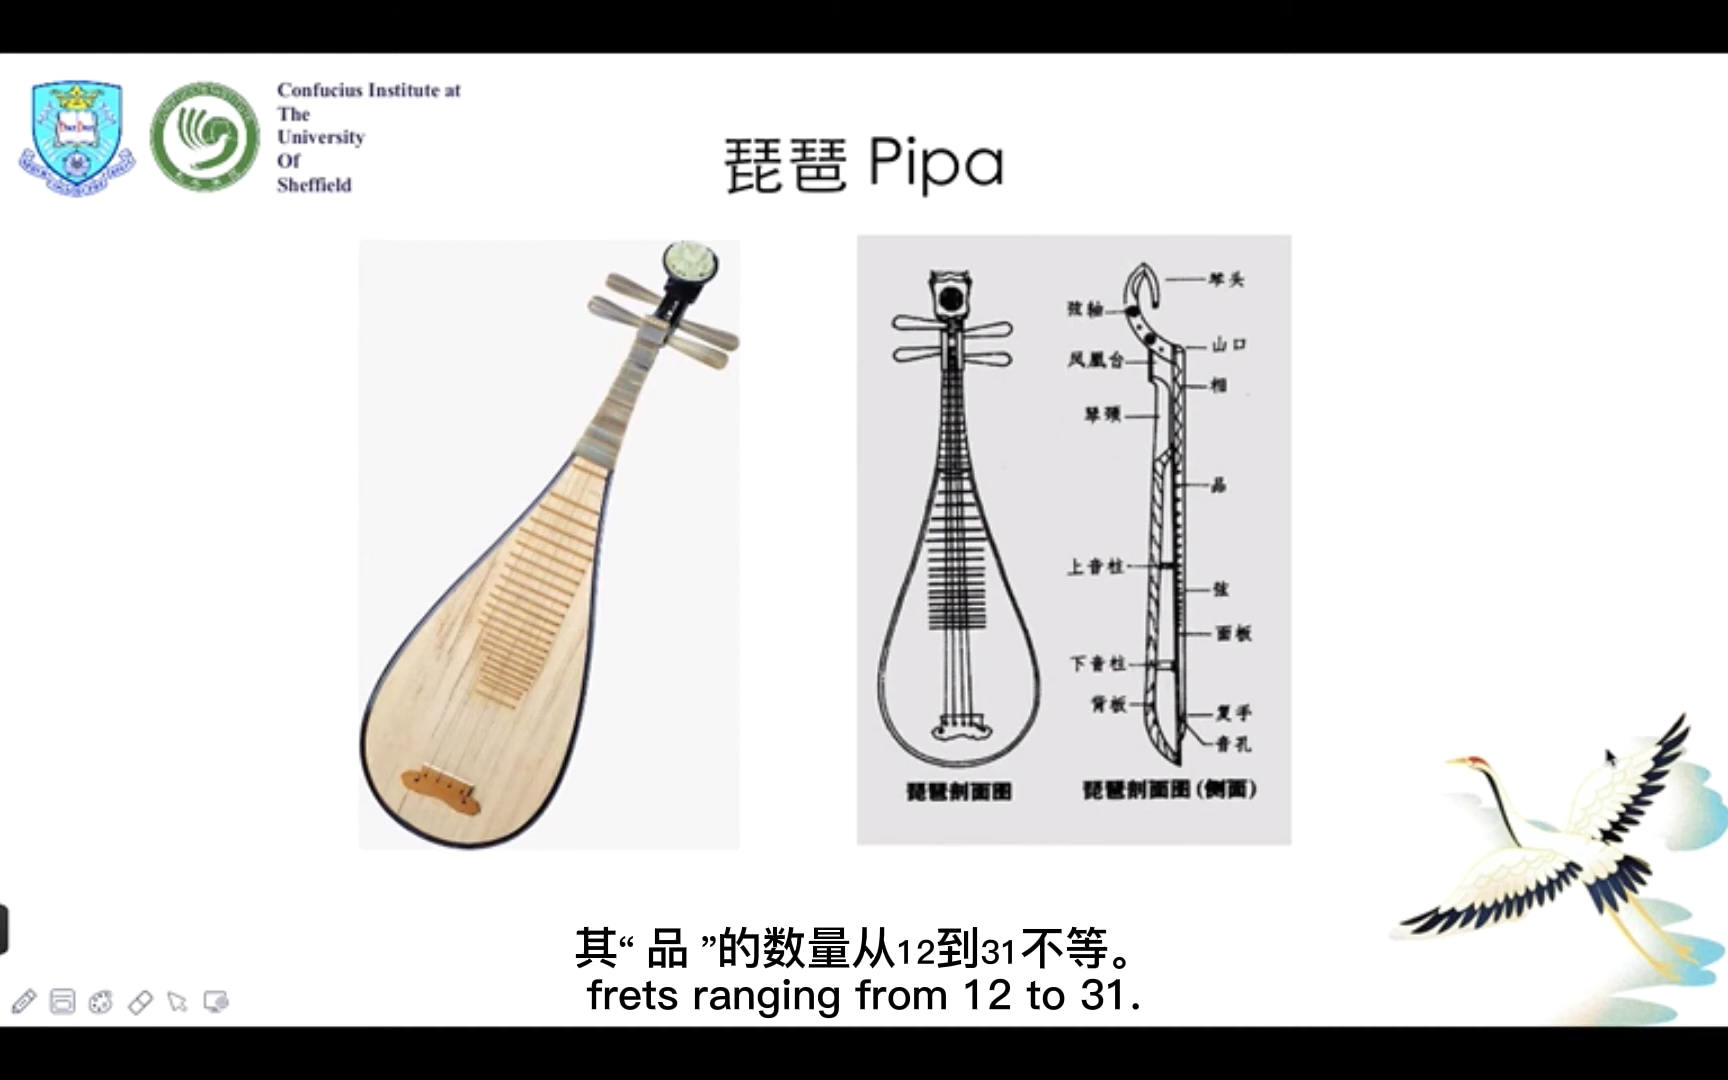 Confucius Institute at
The
University
Of
Sheffield
琵琶 Pipa
琴头
弦轴
山口
凤凰台
相
琴颈
品
上音柱
弦
面板
下音柱
背板
复手
音孔
琵琶剖面图
琵琶剖面图(侧面)
其“ 品 ”的数量从12到31不等。
frets ranging from 12 to 31.